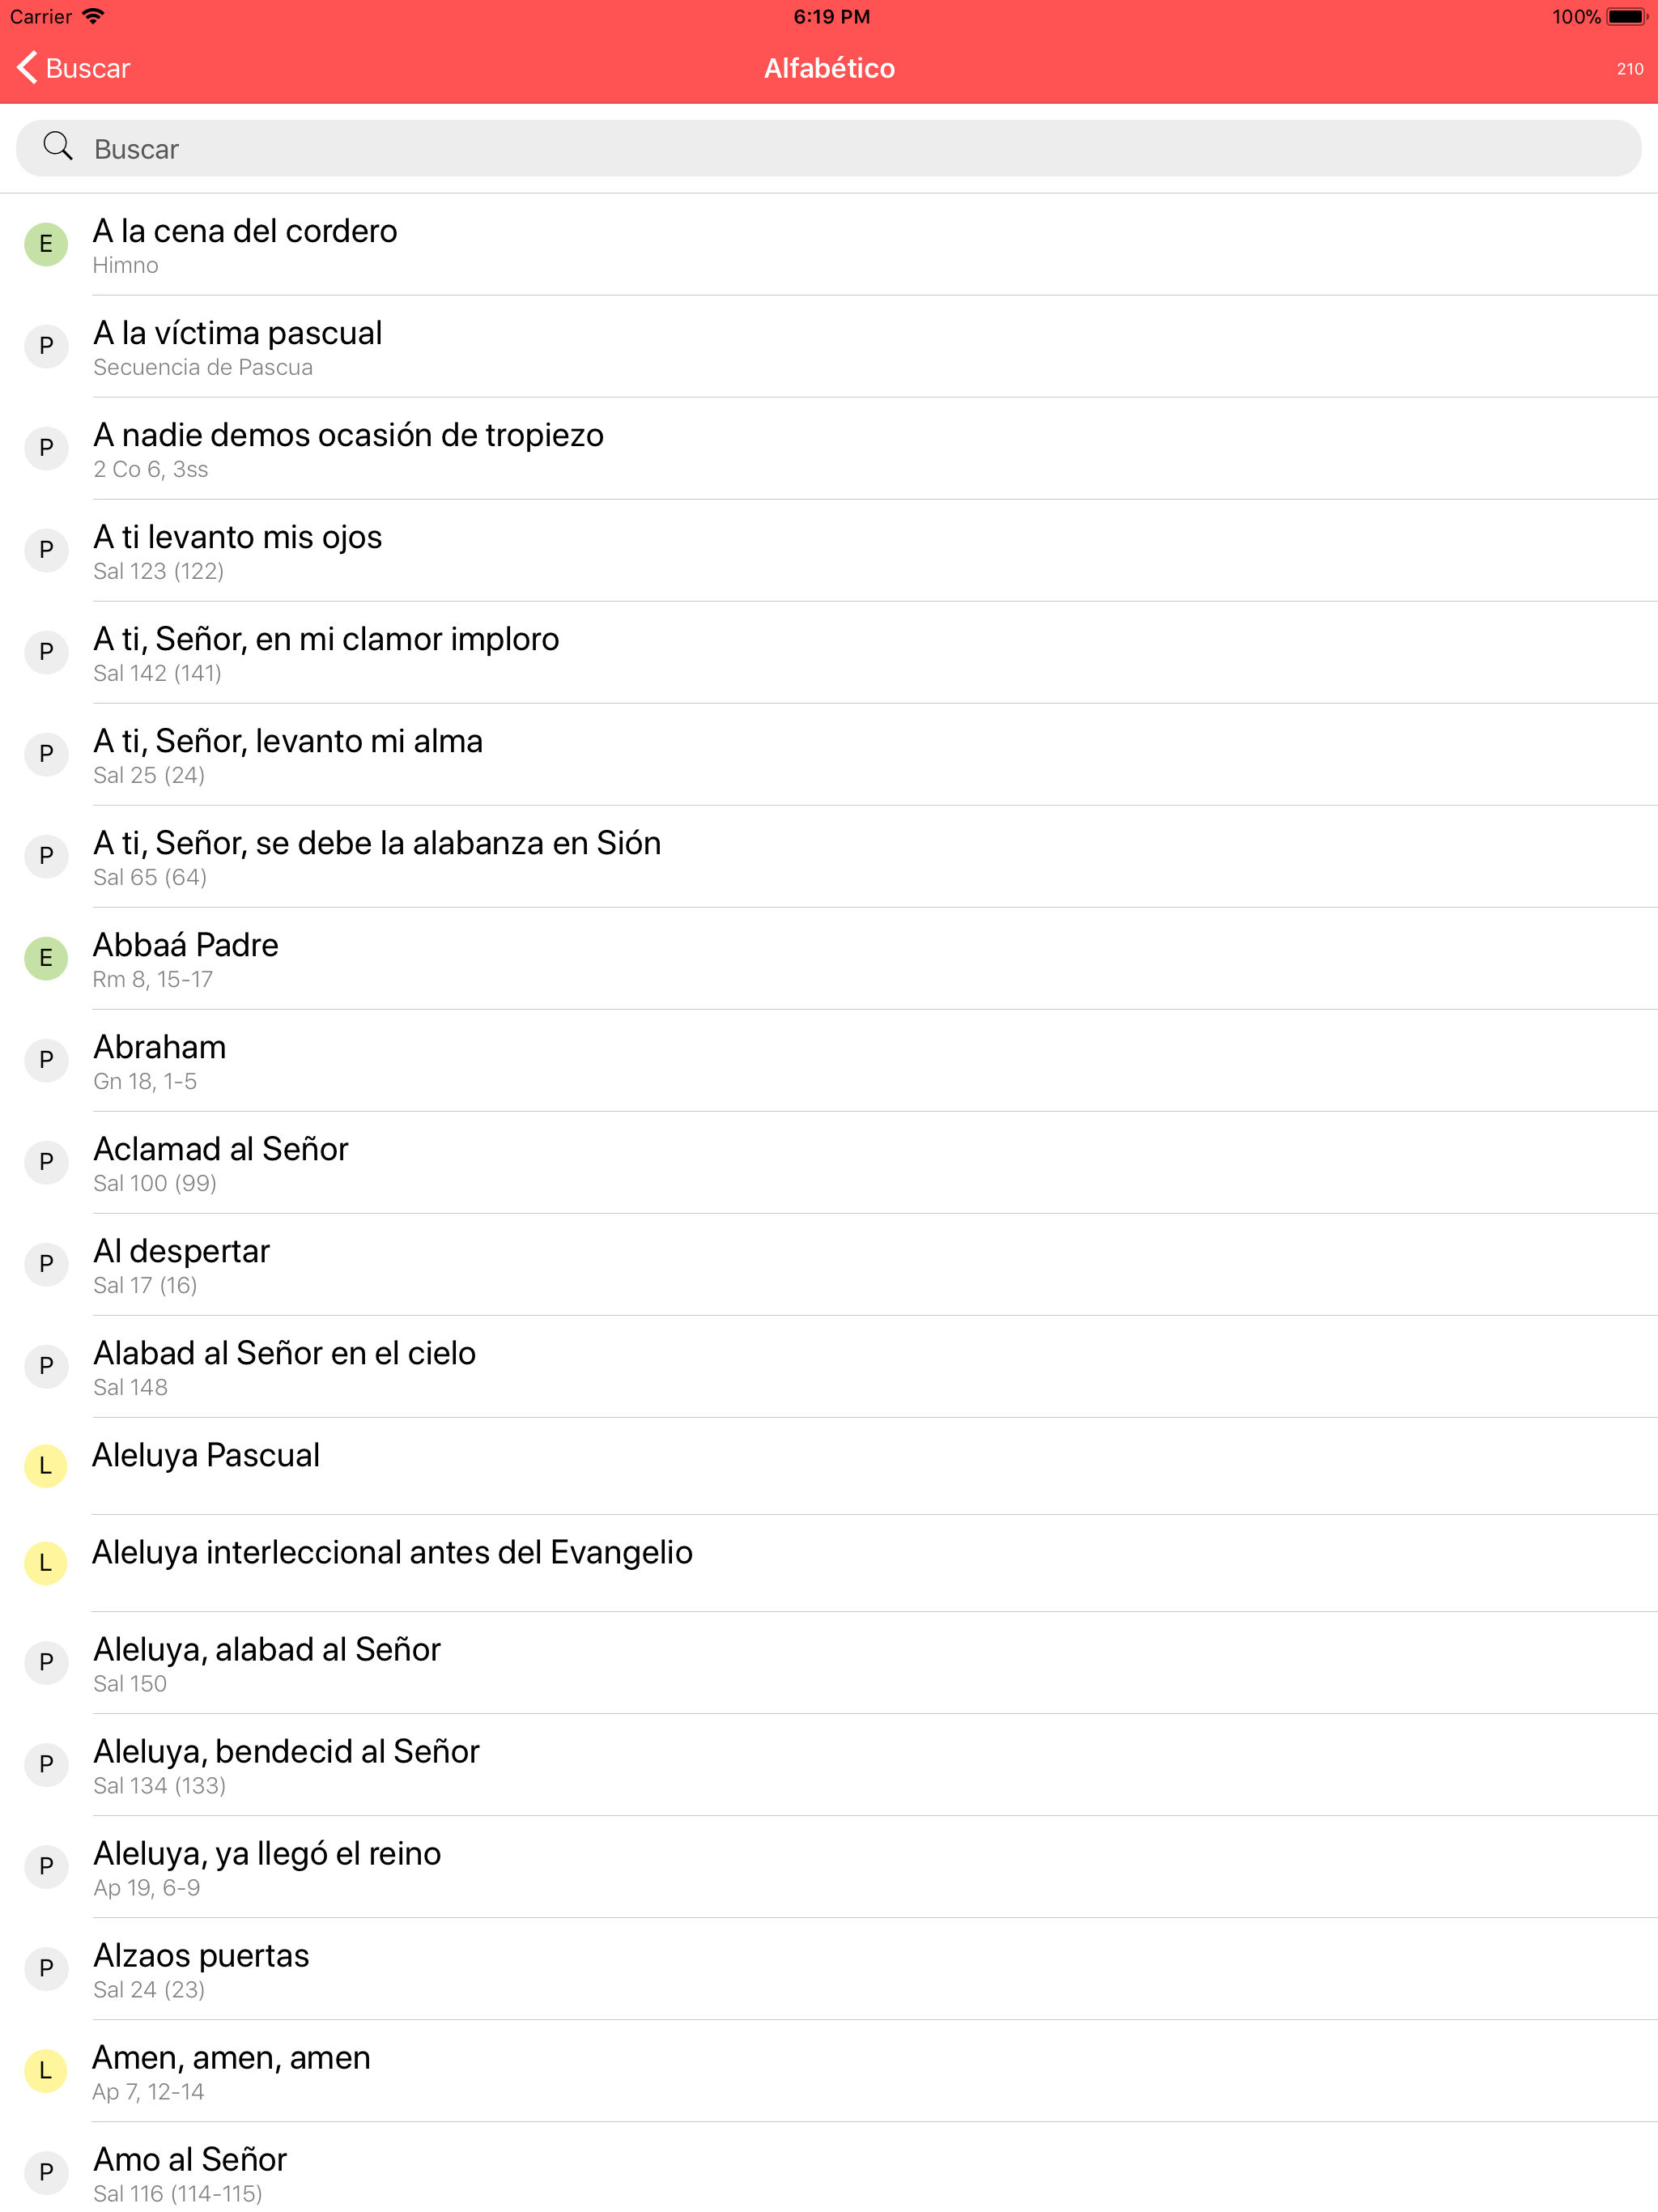 Carrier 6:19 PM 100%
Buscar Alfabético 210
Buscar
E A la cena del cordero
Himno
P A la víctima pascual
Secuencia de Pascua
P A nadie demos ocasión de tropiezo
2 Co 6, 3ss
P A ti levanto mis ojos
Sal 123 (122)
P A ti, Señor, en mi clamor imploro
Sal 142 (141)
P A ti, Señor, levanto mi alma
Sal 25 (24)
P A ti, Señor, se debe la alabanza en Sión
Sal 65 (64)
E Abbaá Padre
Rm 8, 15-17
P Abraham
Gn 18, 1-5
P Aclamad al Señor
Sal 100 (99)
P Al despertar
Sal 17 (16)
P Alabad al Señor en el cielo
Sal 148
L Aleluya Pascual
L Aleluya interleccional antes del Evangelio
P Aleluya, alabad al Señor
Sal 150
P Aleluya, bendecid al Señor
Sal 134 (133)
P Aleluya, ya llegó el reino
Ap 19, 6-9
P Alzaos puertas
Sal 24 (23)
L Amen, amen, amen
Ap 7, 12-14
P Amo al Señor
Sal 116 (114-115)